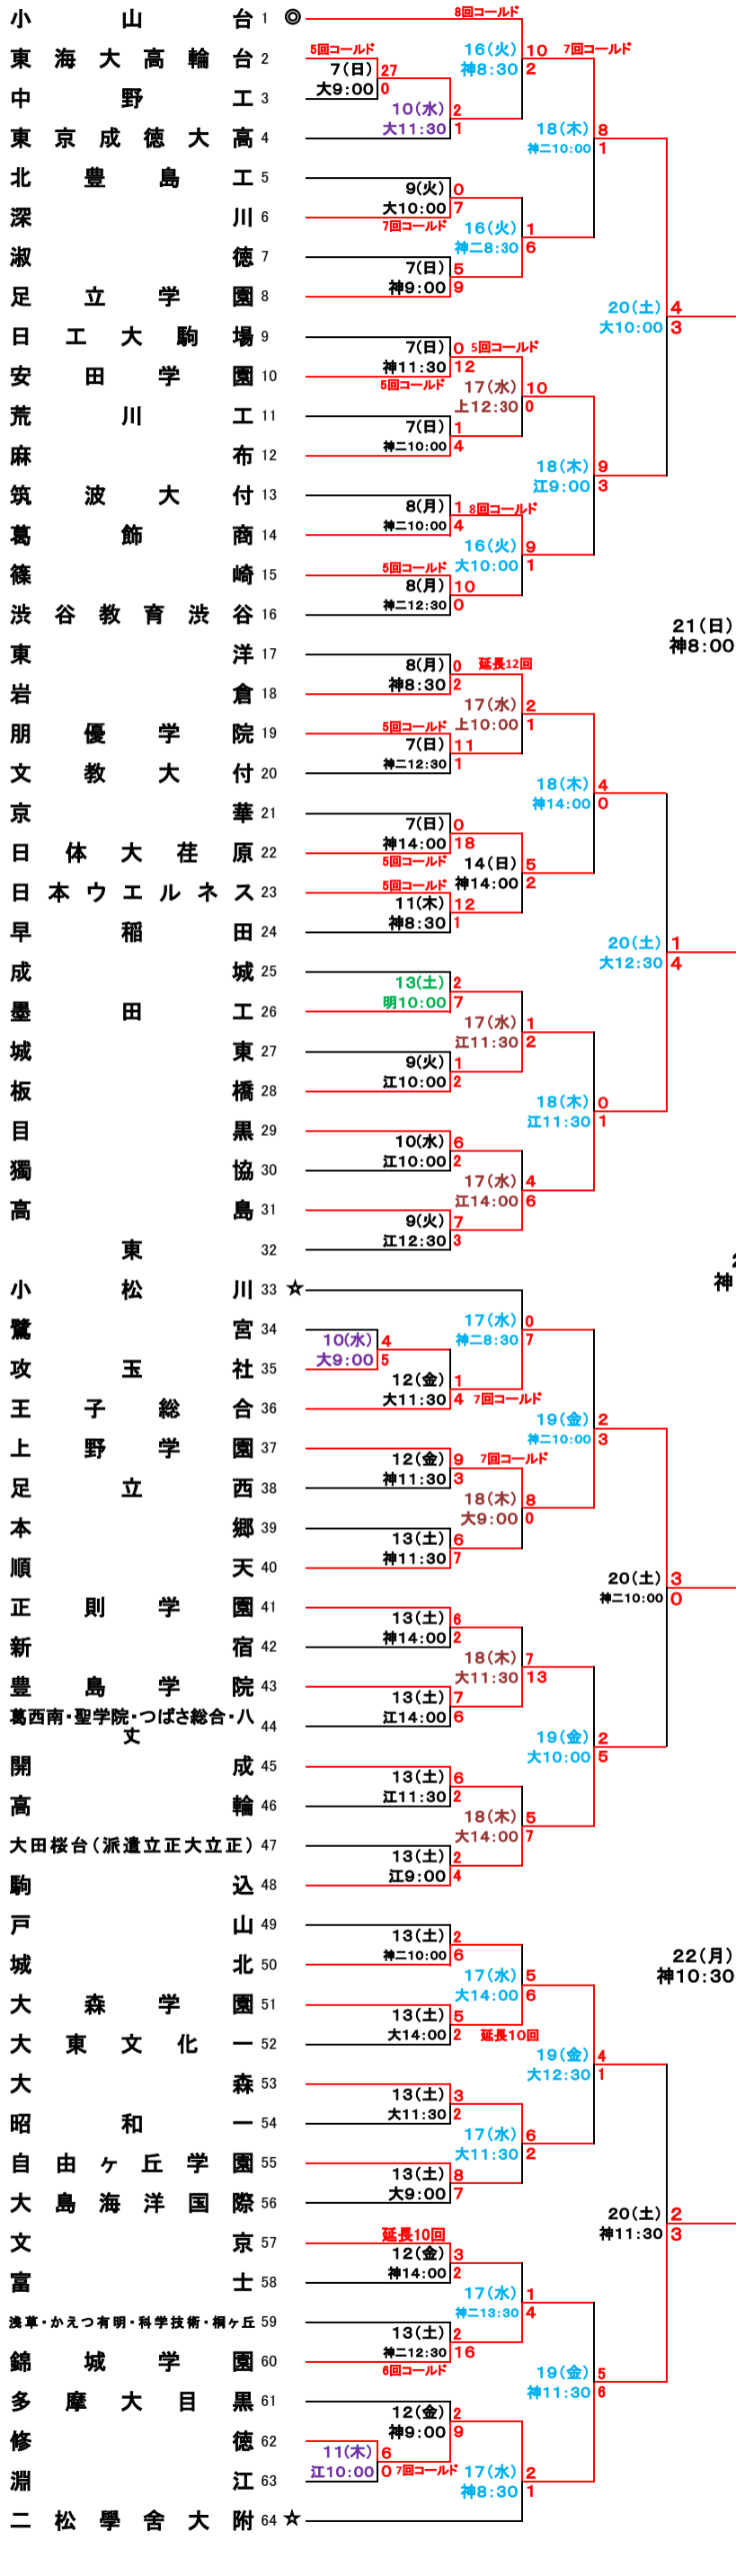 小山台 1 ◎
8回コールド
東海大高輪台 2
5回コールド
7(日) 27
大9:00 0
中野工 3
16(火) 10 7回コールド
神8:30 2
10(水) 2
大11:30 1
東京成徳大高 4
18(木) 8
神二10:00 1
北豊島工 5
9(火) 0
大10:00 7
7回コールド
深川 6
16(火) 1
神二8:30 6
淑徳 7
7(日) 5
神9:00 9
足立学園 8
20(土) 4
大10:00 3
日工大駒場 9
7(日) 0 5回コールド
神11:30 12
5回コールド
安田学園 10
17(水) 10
上12:30 0
荒川工 11
7(日) 1
神二10:00 4
麻布 12
18(木) 9
江9:00 3
筑波大付 13
8(月) 1 8回コールド
神二10:00 4
葛飾商 14
16(火) 9
大10:00 1
篠崎 15
5回コールド
8(月) 10
神二12:30 0
渋谷教育渋谷 16
21(日)
神8:00
東洋 17
8(月) 0 延長12回
神8:30 2
岩倉 18
17(水) 2
上10:00 1
朋優学院 19
5回コールド
7(日) 11
神二12:30 1
文教大付 20
18(木) 4
神14:00 0
京華 21
7(日) 0
神14:00 18
5回コールド
日体大荏原 22
14(日) 5
神14:00 2
日本ウエルネス 23
5回コールド
11(木) 12
神8:30 1
早稲田 24
20(土) 1
大12:30 4
成城 25
13(土) 2
明10:00 7
墨田工 26
17(水) 1
江11:30 2
城東 27
9(火) 1
江10:00 2
板橋 28
18(木) 0
江11:30 1
目黒 29
10(水) 6
江10:00 2
獨協 30
17(水) 4
江14:00 6
高島 31
9(火) 7
江12:30 3
東 32
神
小松川 33 ☆
17(水) 0
神二8:30 7
鷺宮 34
10(水) 4
大9:00 5
攻玉社 35
12(金) 1
大11:30 4 7回コールド
王子総合 36
19(金) 2
神二10:00 3
上野学園 37
12(金) 9 7回コールド
神11:30 3
足立西 38
18(木) 8
大9:00 0
本郷 39
13(土) 6
神11:30 7
順天 40
20(土) 3
神二10:00 0
正則学園 41
13(土) 6
神14:00 2
新宿 42
18(木) 7
大11:30 13
豊島学院 43
13(土) 7
江14:00 6
葛西南・聖学院・つばさ総合・八
丈 44
19(金) 2
大10:00 5
開成 45
13(土) 6
江11:30 2
高輪 46
18(木) 5
大14:00 7
大田桜台(派遣立正大立正) 47
13(土) 2
江9:00 4
駒込 48
戸山 49
13(土) 2
神二10:00 6
城北 50
22(月)
神10:30
17(水) 5
大14:00 6
大森学園 51
13(土) 5
大14:00 2 延長10回
大東文化一 52
19(金) 4
大12:30 1
大森 53
13(土) 3
大11:30 2
昭和一 54
17(水) 6
大11:30 2
自由ヶ丘学園 55
13(土) 8
大9:00 7
大島海洋国際 56
20(土) 2
神11:30 3
文京 57
延長10回
12(金) 3
神14:00 2
富士 58
17(水) 1
神二13:30 4
浅草・かえつ有明・科学技術・桐ヶ丘 59
13(土) 2
神二12:30 16
6回コールド
錦城学園 60
19(金) 5
神11:30 6
多摩大目黒 61
12(金) 2
神9:00 9
修徳 62
11(木) 6
江10:00 0 7回コールド
淵江 63
17(水) 2
神8:30 1
二松學舍大附 64 ☆